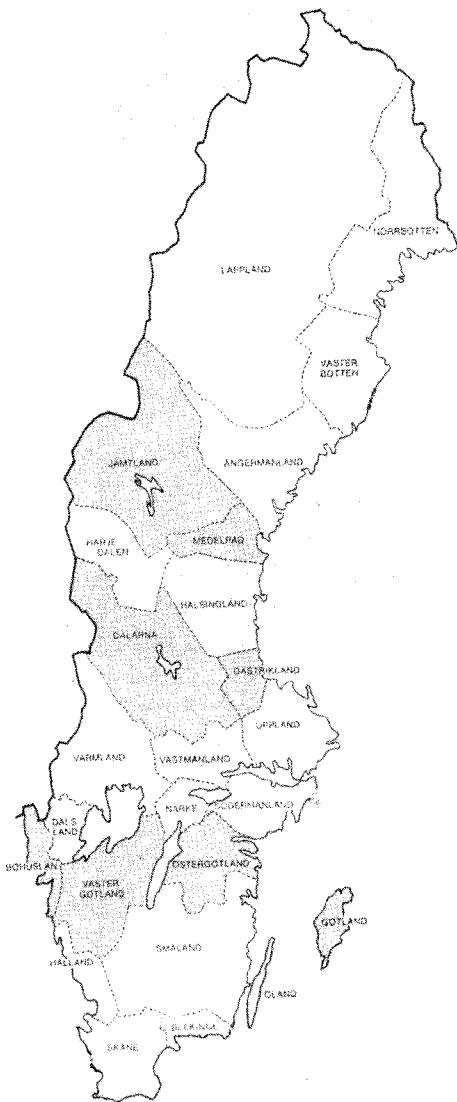 NORRBOTTEN
LAPPLAND
VÄSTER
BOTTEN
JÄMTLAND
ÅNGERMANLAND
HÄRJE
DALEN
MEDELPAD
HÄLSINGLAND
DALARNA
GÄSTRIKLAND
UPPLAND
VÄRMLAND
VÄSTMANLAND
NÄRKE
SÖDERMANLAND
DALS
LAND
BOHUSLÄN
VÄSTER
GÖTLAND
ÖSTERGÖTLAND
GOTLAND
SMÅLAND
HALLAND
ÖLAND
BLEKINGE
SKÅNE